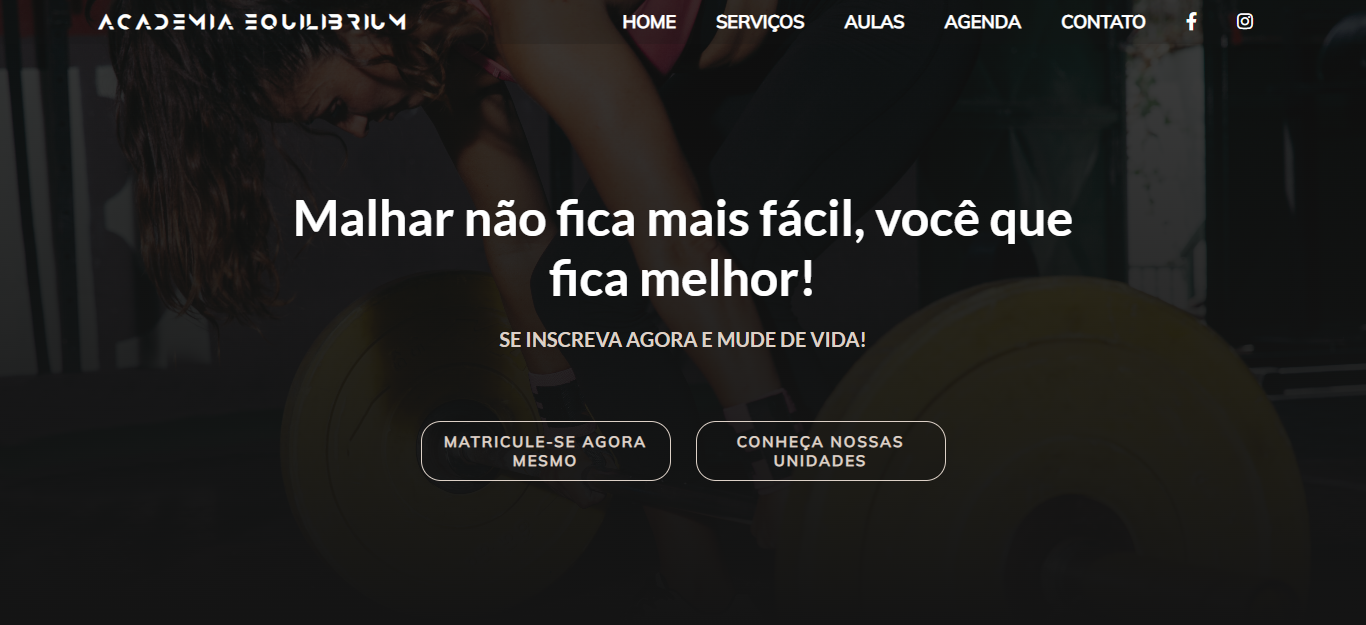 ACADEMIA EQUILIBRIUM HOME SERVIÇOS AULAS AGENDA CONTATO
Malhar não fica mais fácil, você que
fica melhor!
SE INSCREVA AGORA E MUDE DE VIDA!
MATRICULE-SE AGORA
MESMO
CONHEÇA NOSSAS
UNIDADES